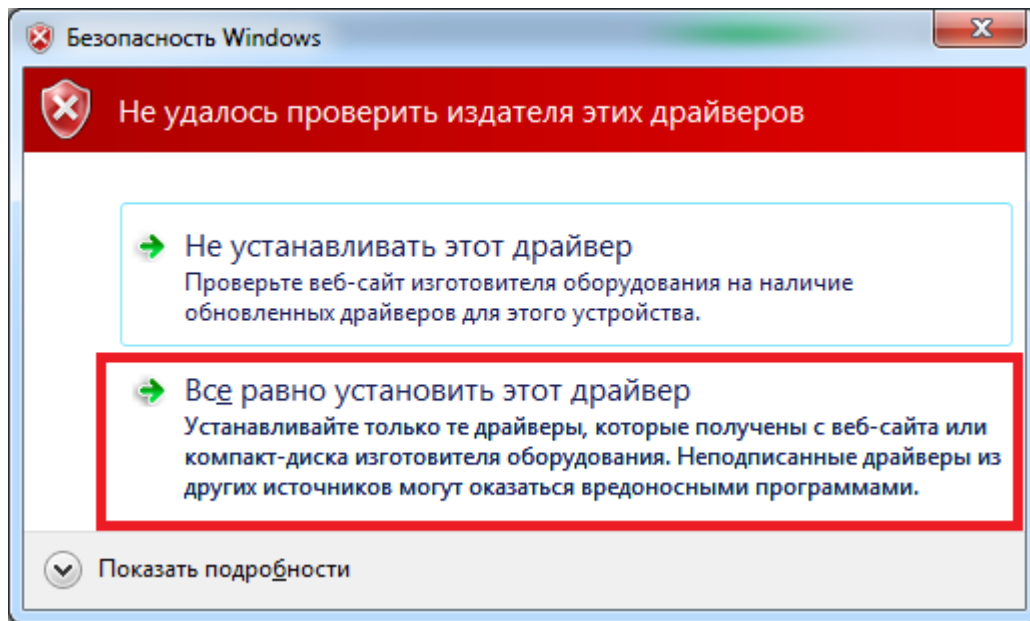 Безопасность Windows
Не удалось проверить издателя этих драйверов
Не устанавливать этот драйвер
Проверьте веб-сайт изготовителя оборудования на наличие
обновленных драйверов для этого устройства.
Все равно установить этот драйвер
Устанавливайте только те драйверы, которые получены с веб-сайта или
компакт-диска изготовителя оборудования. Неподписанные драйверы из
других источников могут оказаться вредоносными программами.
Показать подробности